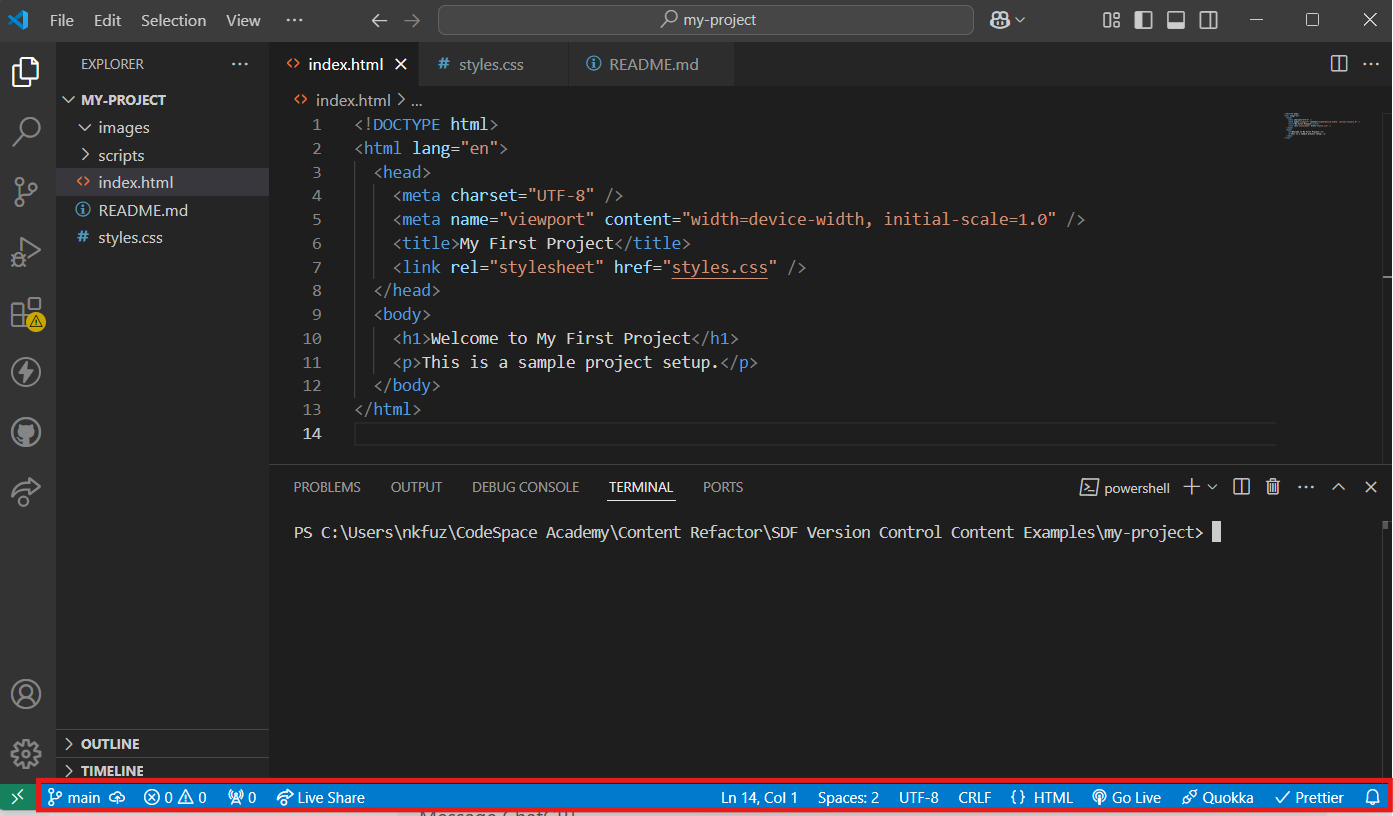 File Edit Selection View ··· my-project
EXPLORER ···
index.html
styles.css
README.md
MY-PROJECT
images
scripts
index.html
README.md
styles.css
OUTLINE
TIMELINE
index.html > ...
1 <!DOCTYPE html>
2 <html lang="en">
3 <head>
4 <meta charset="UTF-8" />
5 <meta name="viewport" content="width=device-width, initial-scale=1.0" />
6 <title>My First Project</title>
7 <link rel="stylesheet" href="styles.css" />
8 </head>
9 <body>
10 <h1>Welcome to My First Project</h1>
11 <p>This is a sample project setup.</p>
12 </body>
13 </html>
14
PROBLEMS OUTPUT DEBUG CONSOLE TERMINAL PORTS powershell
PS C:\Users\nkfuz\CodeSpace Academy\Content Refactor\SDF Version Control Content Examples\my-project>
main 0 0 0 Live Share Ln 14, Col 1 Spaces: 2 UTF-8 CRLF {} HTML Go Live Quokka Prettier